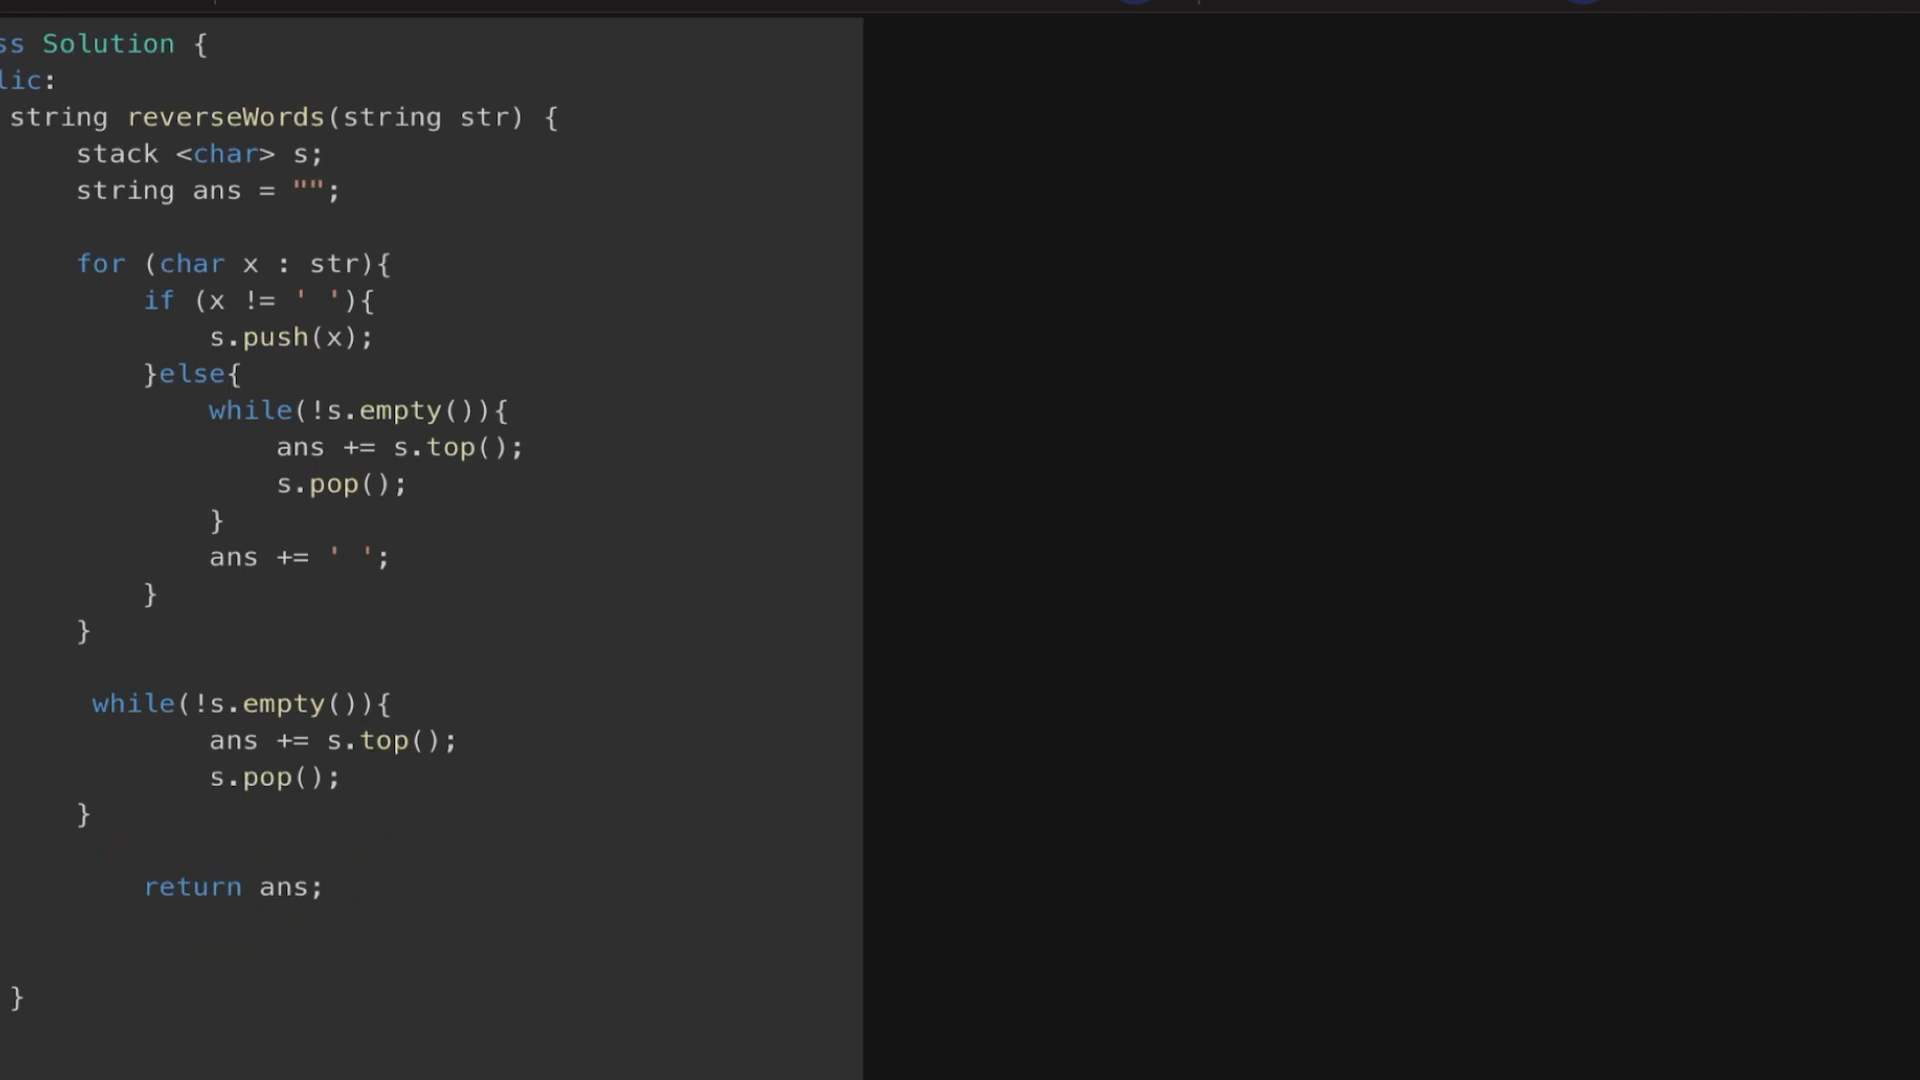 ss Solution {
lic:
string reverseWords(string str) {
stack <char> s;
string ans = "";
for (char x : str){
if (x != ' '){
s.push(x);
}else{
while(!s.empty()){
ans += s.top();
s.pop();
}
ans += ' ';
}
}
while(!s.empty()){
ans += s.top();
s.pop();
}
return ans;
}